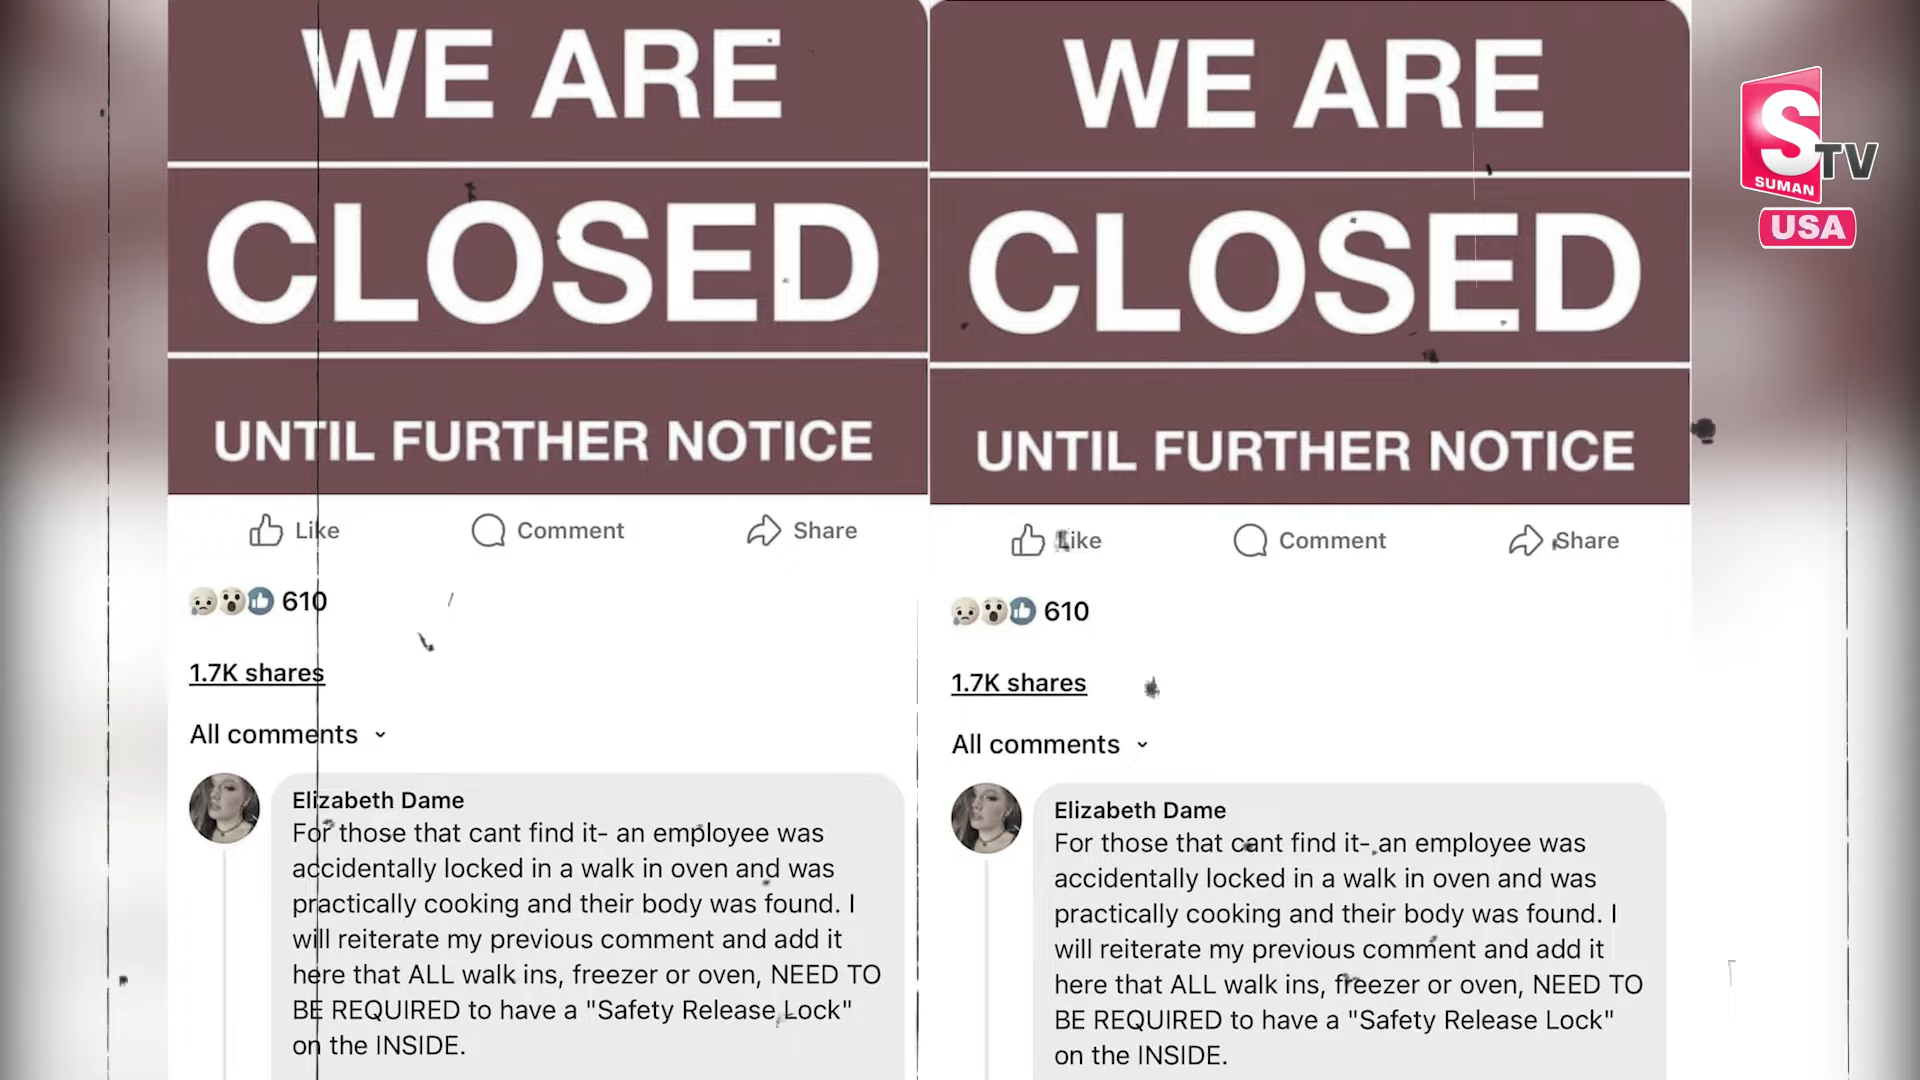 WE ARE
CLOSED
UNTIL FURTHER NOTICE
Like Comment Share
610
1.7K shares
All comments
Elizabeth Dame
For those that cant find it- an employee was
accidentally locked in a walk in oven and was
practically cooking and their body was found. I
will reiterate my previous comment and add it
here that ALL walk ins, freezer or oven, NEED TO
BE REQUIRED to have a "Safety Release Lock"
on the INSIDE.
WE ARE
CLOSED
UNTIL FURTHER NOTICE
Like Comment Share
610
1.7K shares
All comments
Elizabeth Dame
For those that cant find it- an employee was
accidentally locked in a walk in oven and was
practically cooking and their body was found. I
will reiterate my previous comment and add it
here that ALL walk ins, freezer or oven, NEED TO
BE REQUIRED to have a "Safety Release Lock"
on the INSIDE.
S TV
SUMAN
USA